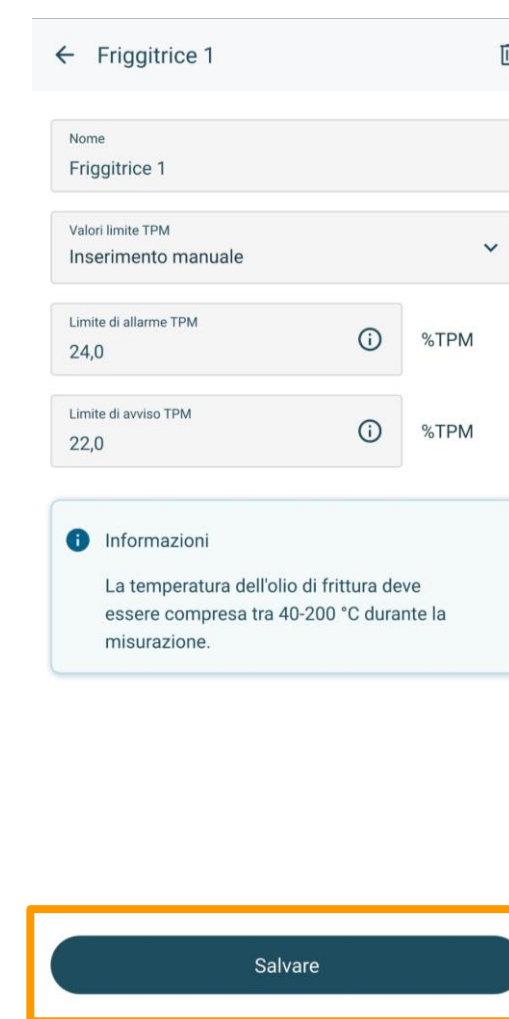 Friggitrice 1
Nome
Friggitrice 1
Valori limite TPM
Inserimento manuale
Limite di allarme TPM
24,0
%TPM
Limite di avviso TPM
22,0
%TPM
Informazioni
La temperatura dell'olio di frittura deve
essere compresa tra 40-200 °C durante la
misurazione.
Salvare